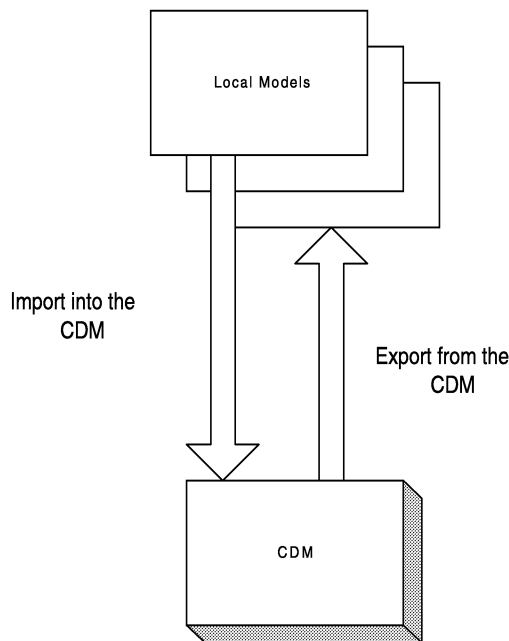 Local Models
Import into the
CDM
Export from the
CDM
CDM